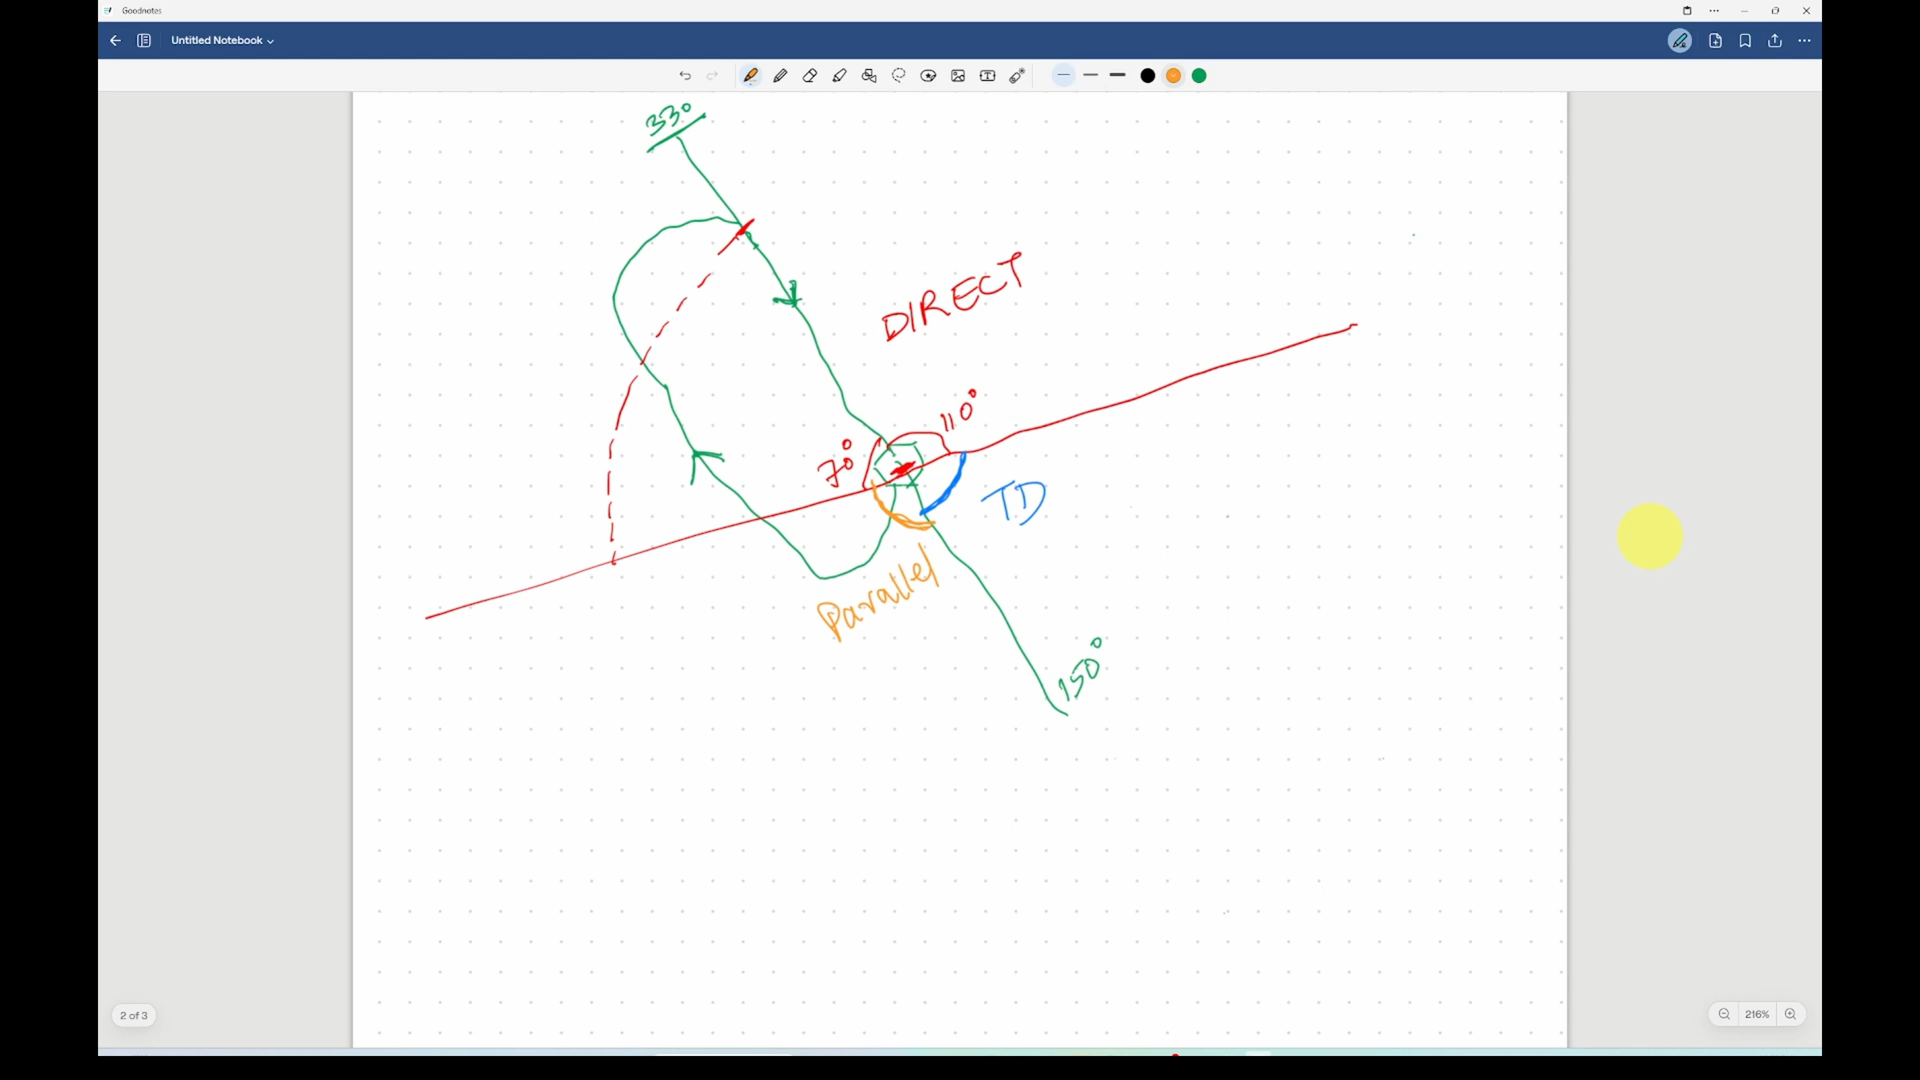 Goodnotes
Untitled Notebook
330
DIRECT
110°
70°
TD
Parallel
150°
2 of 3
216%